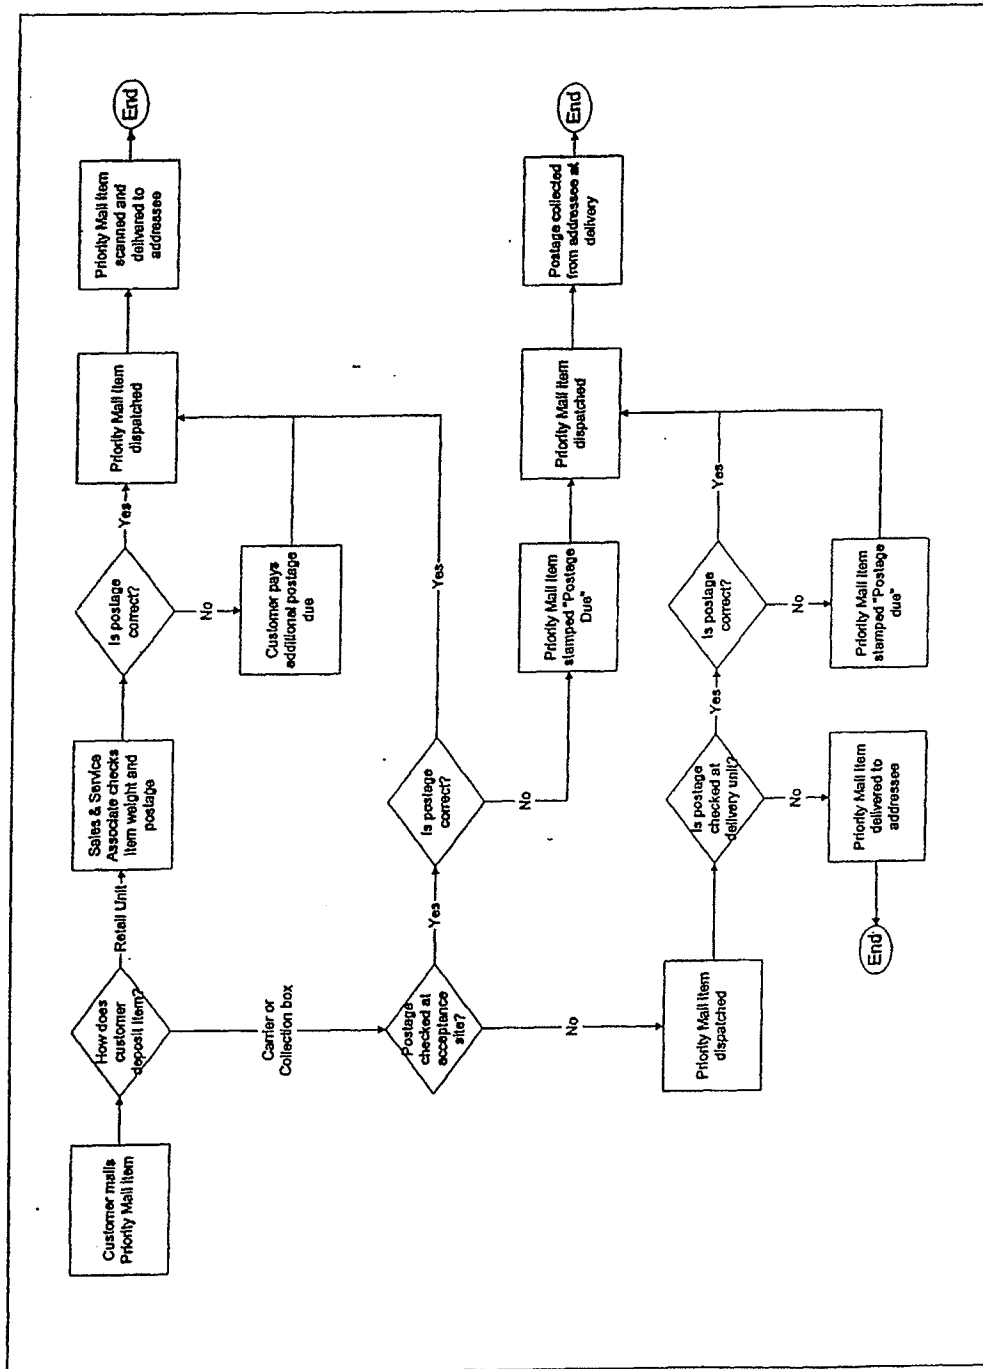 Customer mails
Priority Mail Item
How does
customer
deposit item?
Retail Unit
Sales & Service
Associate checks
item weight and
postage
Is postage
correct?
Yes
Priority Mail Item
dispatched
Priority Mail Item
scanned and
delivered to
addressee
End
No
Customer pays
additional postage
due
Carrier or
Collection box
Postage
checked at
acceptance
site?
Yes
Is postage
correct?
Yes
No
Priority Mail Item
stamped "Postage
Due"
Priority Mail Item
dispatched
Postage collected
from addressee at
delivery
End
No
Priority Mail Item
dispatched
Is postage
checked at
delivery unit?
Yes
Is postage
correct?
Yes
No
Priority Mail Item
stamped "Postage
due"
No
Priority Mail Item
delivered to
addressee
End